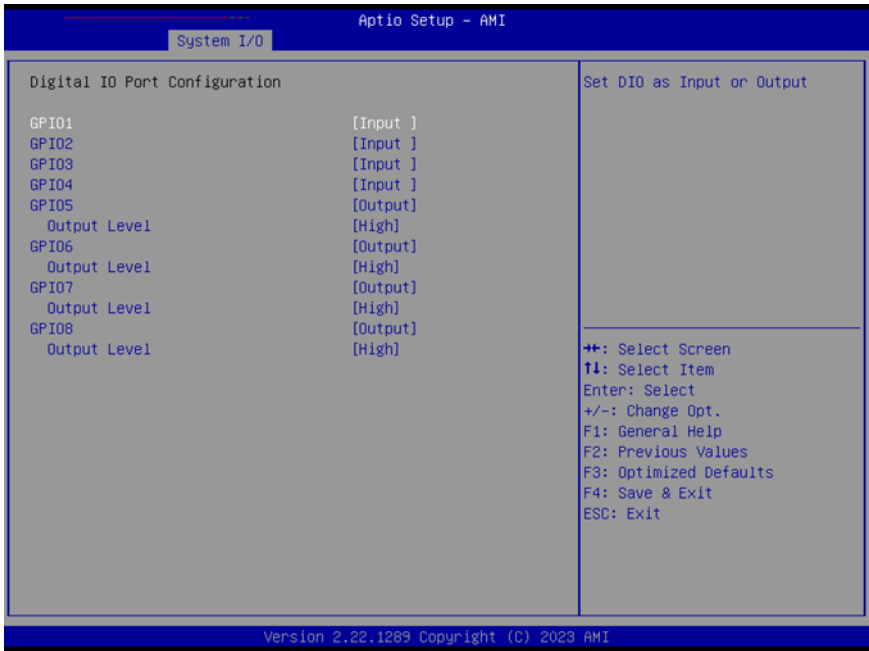 Aptio Setup – AMI
System I/O
Digital IO Port Configuration
GPIO1 [Input ]
GPIO2 [Input ]
GPIO3 [Input ]
GPIO4 [Input ]
GPIO5 [Output]
Output Level [High]
GPIO6 [Output]
Output Level [High]
GPIO7 [Output]
Output Level [High]
GPIO8 [Output]
Output Level [High]
Set DIO as Input or Output
→←: Select Screen
↑↓: Select Item
Enter: Select
+/-: Change Opt.
F1: General Help
F2: Previous Values
F3: Optimized Defaults
F4: Save & Exit
ESC: Exit
Version 2.22.1289 Copyright (C) 2023 AMI